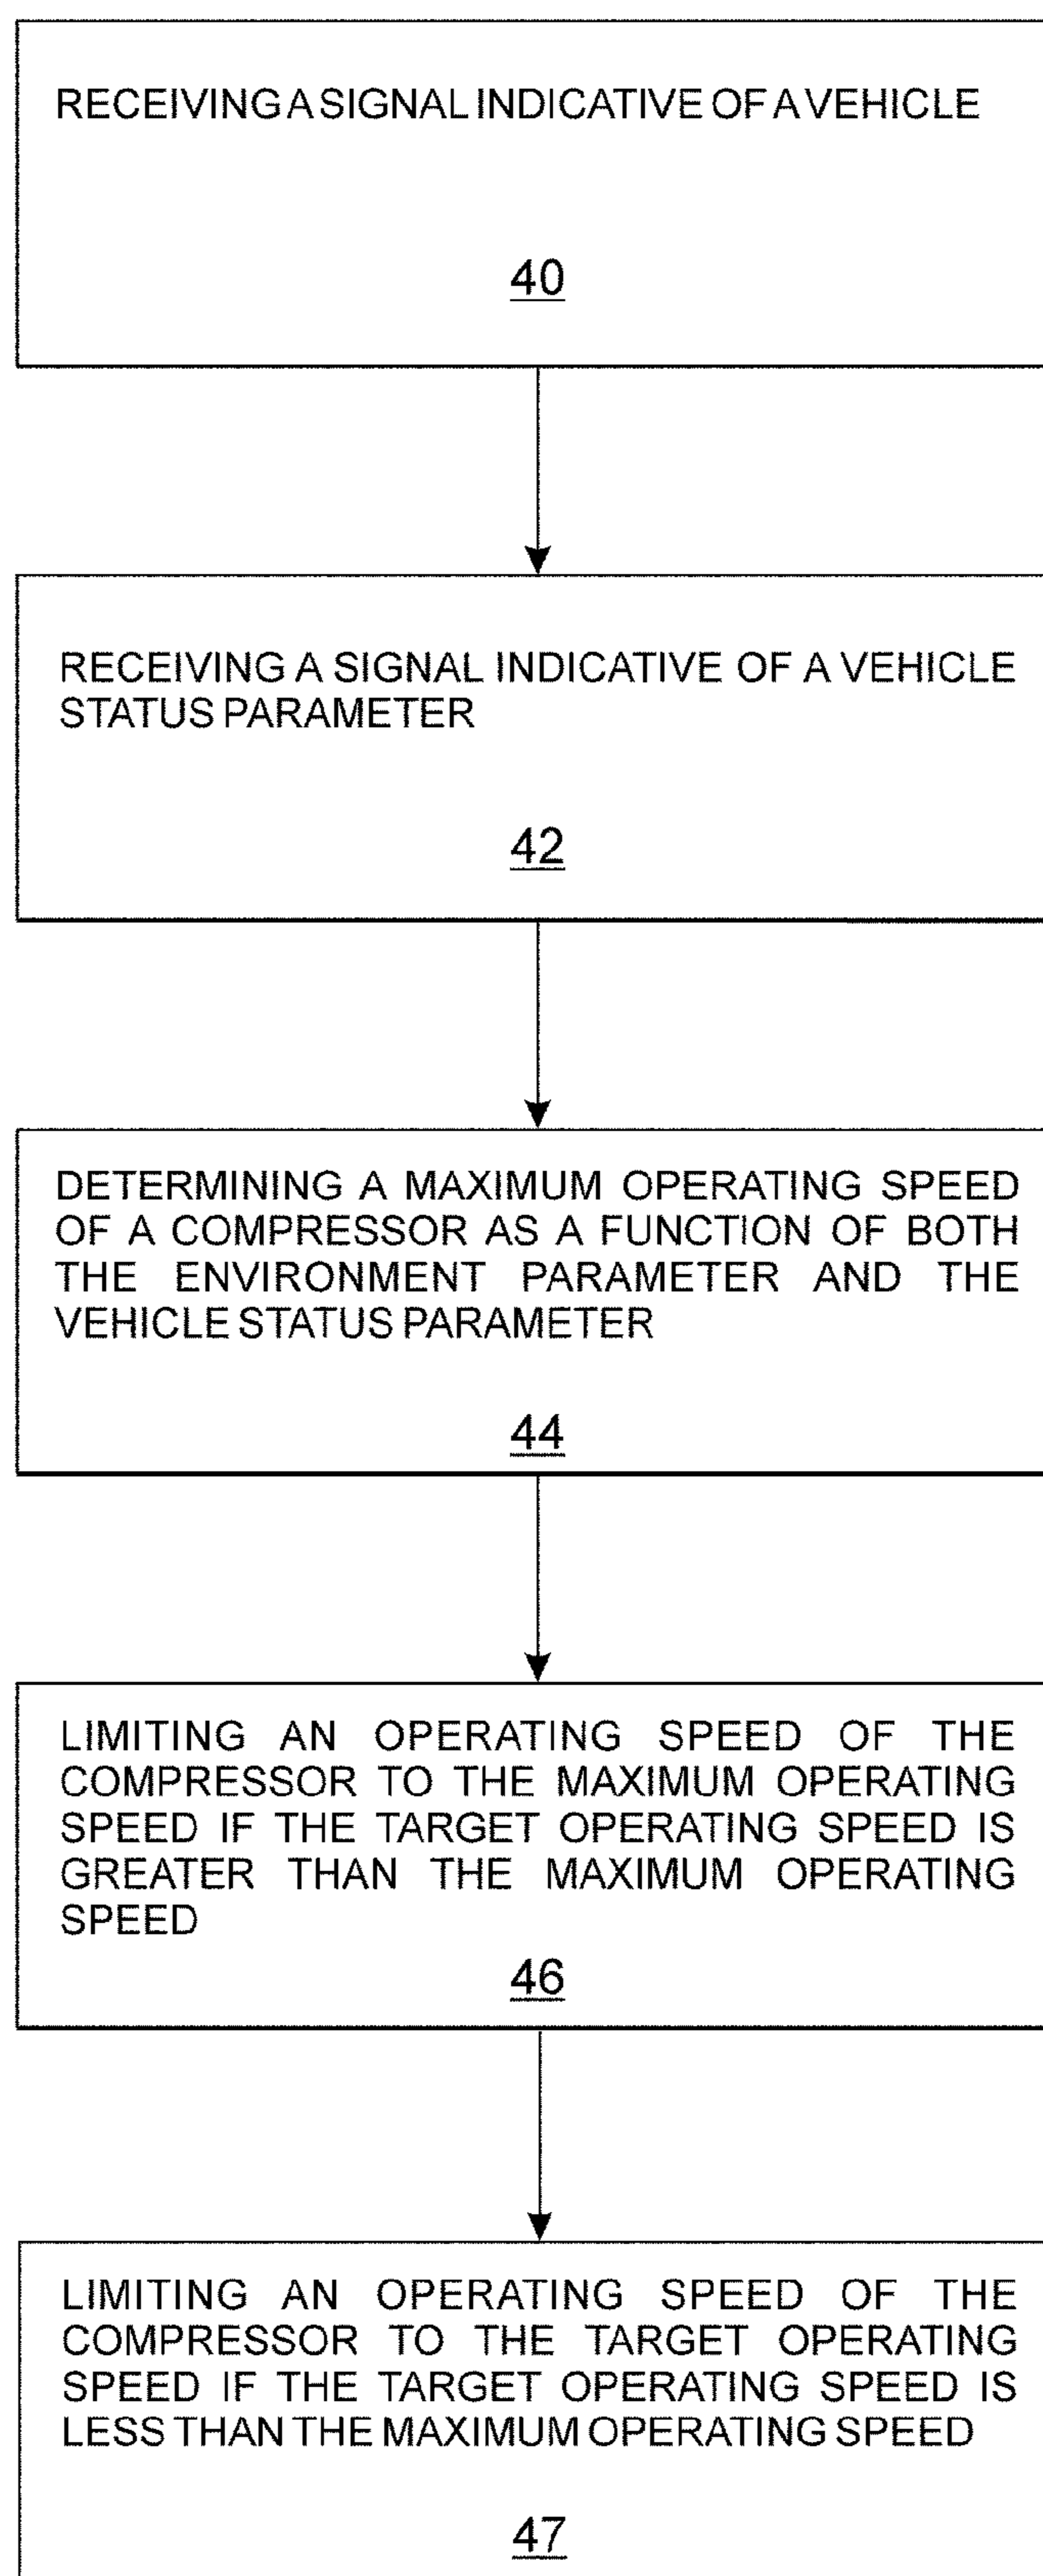 RECEIVING A SIGNAL INDICATIVE OF A VEHICLE
40
RECEIVING A SIGNAL INDICATIVE OF A VEHICLE
STATUS PARAMETER
42
DETERMINING A MAXIMUM OPERATING SPEED
OF A COMPRESSOR AS A FUNCTION OF BOTH
THE ENVIRONMENT PARAMETER AND THE
VEHICLE STATUS PARAMETER
44
LIMITING AN OPERATING SPEED OF THE
COMPRESSOR TO THE MAXIMUM OPERATING
SPEED IF THE TARGET OPERATING SPEED IS
GREATER THAN THE MAXIMUM OPERATING
SPEED
46
LIMITING AN OPERATING SPEED OF THE
COMPRESSOR TO THE TARGET OPERATING
SPEED IF THE TARGET OPERATING SPEED IS
LESS THAN THE MAXIMUM OPERATING SPEED
47